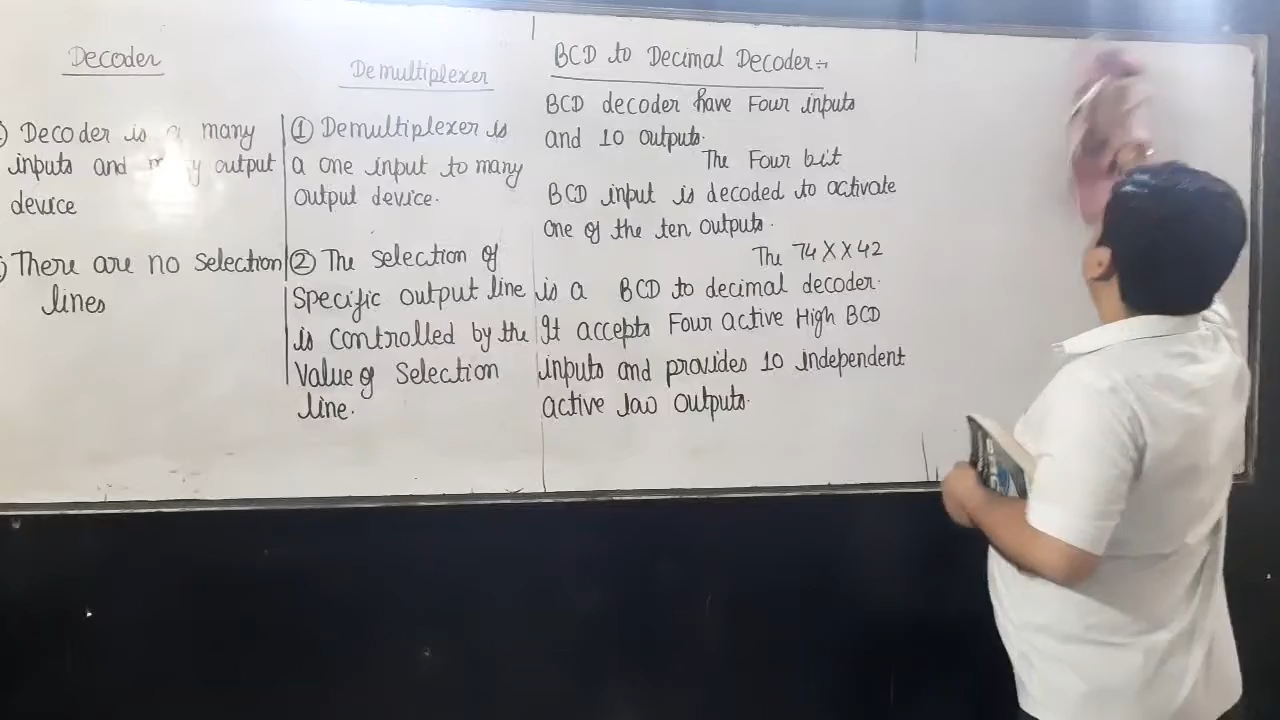 Decoder
Decoder is a many
inputs and output
device
There are no selection
lines
Demultiplexer
① Demultiplexer is
a one input to many
output device.
② The selection of
Specific output line
is controlled by the
Value of Selection
line.
BCD to Decimal Decoder:-
BCD decoder have Four inputs
and 10 outputs.
The Four bit
BCD input is decoded to activate
one of the ten outputs.
The 74XX42
is a BCD to decimal decoder.
It accepts Four active High BCD
inputs and provides 10 independent
active low outputs.